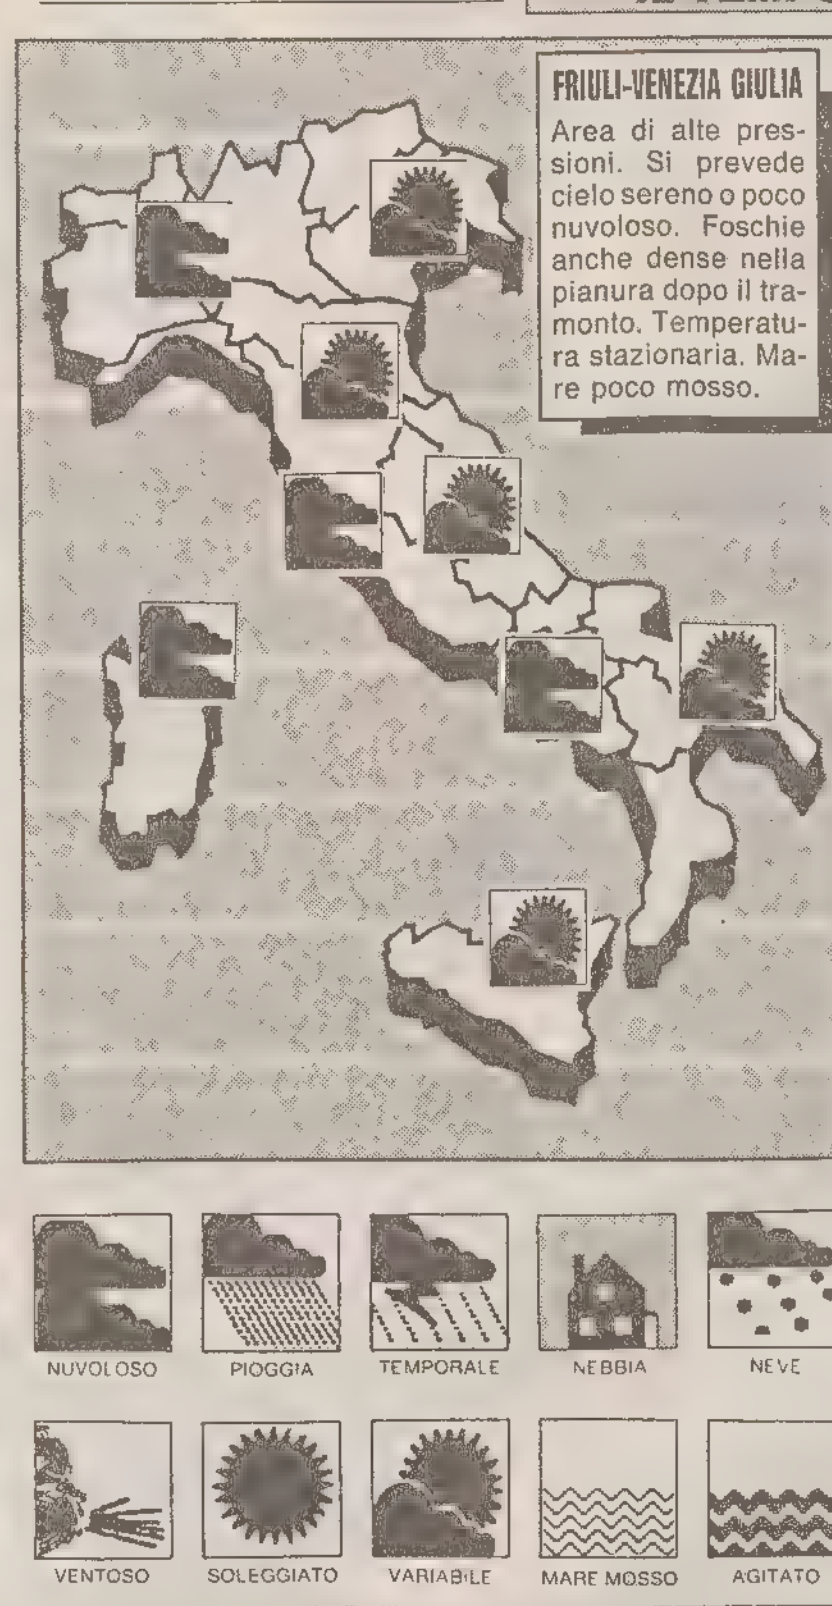 FRIULI-VENEZIA GIULIA
Area di alte pres-
sioni. Si prevede
cielo sereno o poco
nuvoloso. Foschie
anche dense nella
pianura dopo il tra-
monto. Temperatu-
ra stazionaria. Ma-
re poco mosso.
NUVOLOSO PIOGGIA TEMPORALE NEBBIA NEVE
VENTOSO SOLEGGIATO VARIABILE MARE MOSSO AGITATO